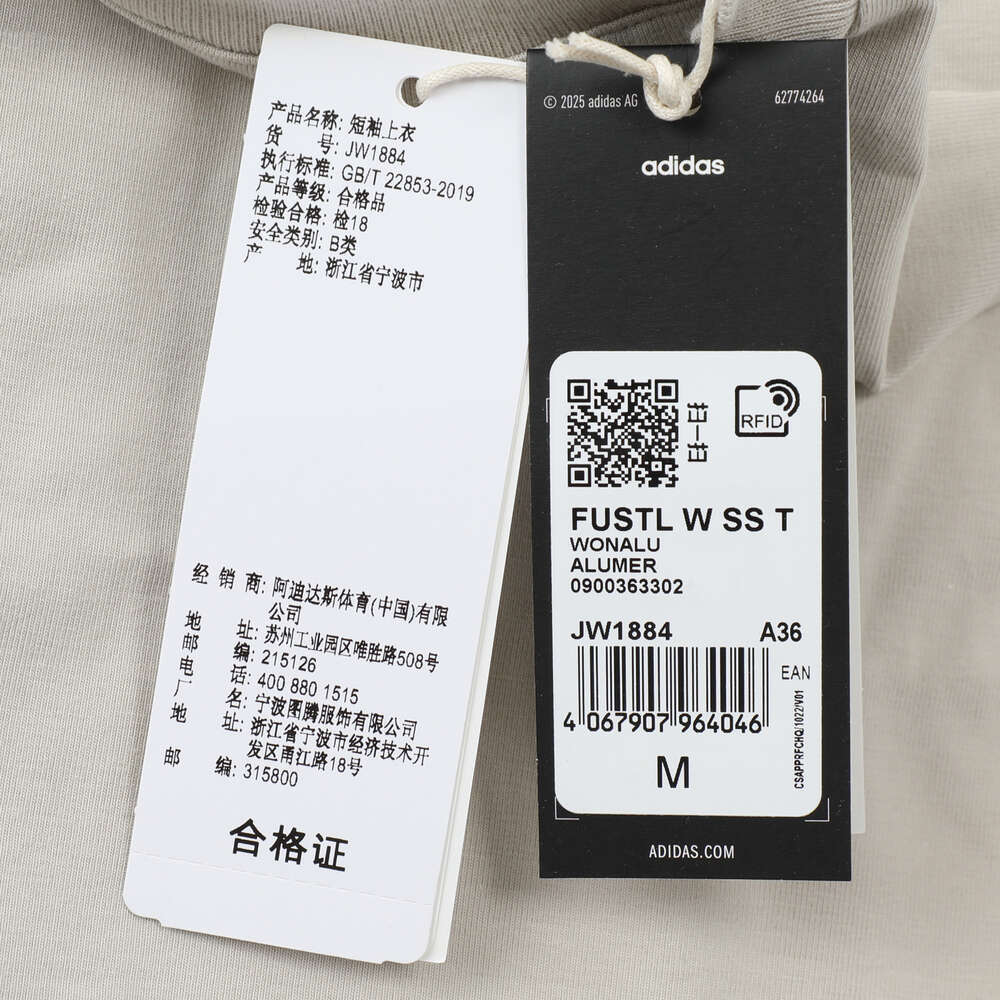 产品名称: 短袖上衣
货 号: JW1884
执行标准: GB/T 22853-2019
产品等级: 合格品
检验合格: 检18
安全类别: B类
产 地: 浙江省宁波市
经 销 商: 阿迪达斯体育(中国)有限
公司
地 址: 苏州工业园区唯胜路508号
邮 编: 215126
电 话: 400 880 1515
厂 名: 宁波图腾服饰有限公司
地 址: 浙江省宁波市经济技术开
发区甬江路18号
邮 编: 315800
合格证
© 2025 adidas AG
62774264
adidas
扫一扫
RFID
FUSTL W SS T
WONALU
ALUMER
0900363302
JW1884 A36
EAN
4 067907 964046
CSAPPRFCHQ/1022/V01
M
ADIDAS.COM